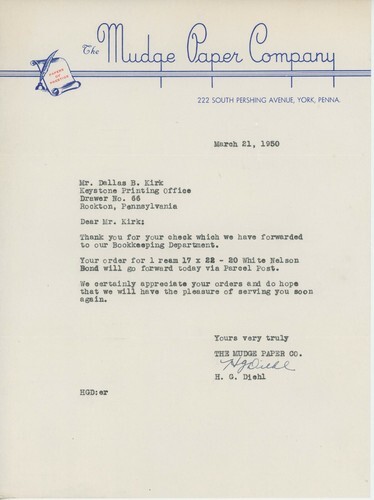 The Mudge Paper Company
PAPERS OF PRESTIGE
222 SOUTH PERSHING AVENUE, YORK, PENNA.
March 21, 1950
Mr. Dallas B. Kirk
Keystone Printing Office
Drawer No. 66
Rockton, Pennsylvania
Dear Mr. Kirk:
Thank you for your check which we have forwarded
to our Bookkeeping Department.
Your order for 1 ream 17 x 22 - 20 White Nelson
Bond will go forward today via Parcel Post.
We certainly appreciate your orders and do hope
that we will have the pleasure of serving you soon
again.
Yours very truly
THE MUDGE PAPER CO.
HGDiehl
H. G. Diehl
HGD:er